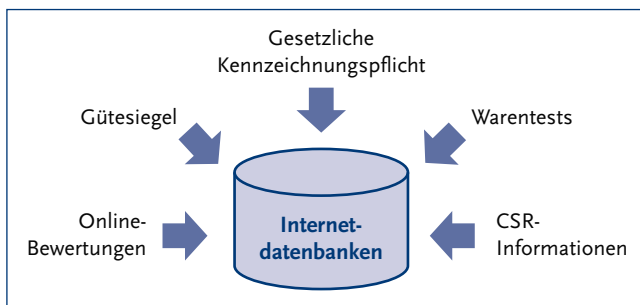 Gesetzliche
Kennzeichnungspflicht
Gütesiegel
Warentests
Online-
Bewertungen
Internet-
datenbanken
CSR-
Informationen